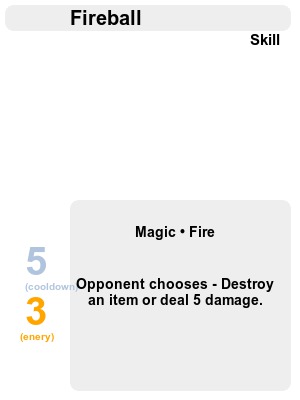 Fireball
Skill
Magic • Fire
5
(cooldown)
Opponent chooses - Destroy
an item or deal 5 damage.
3
(enery)